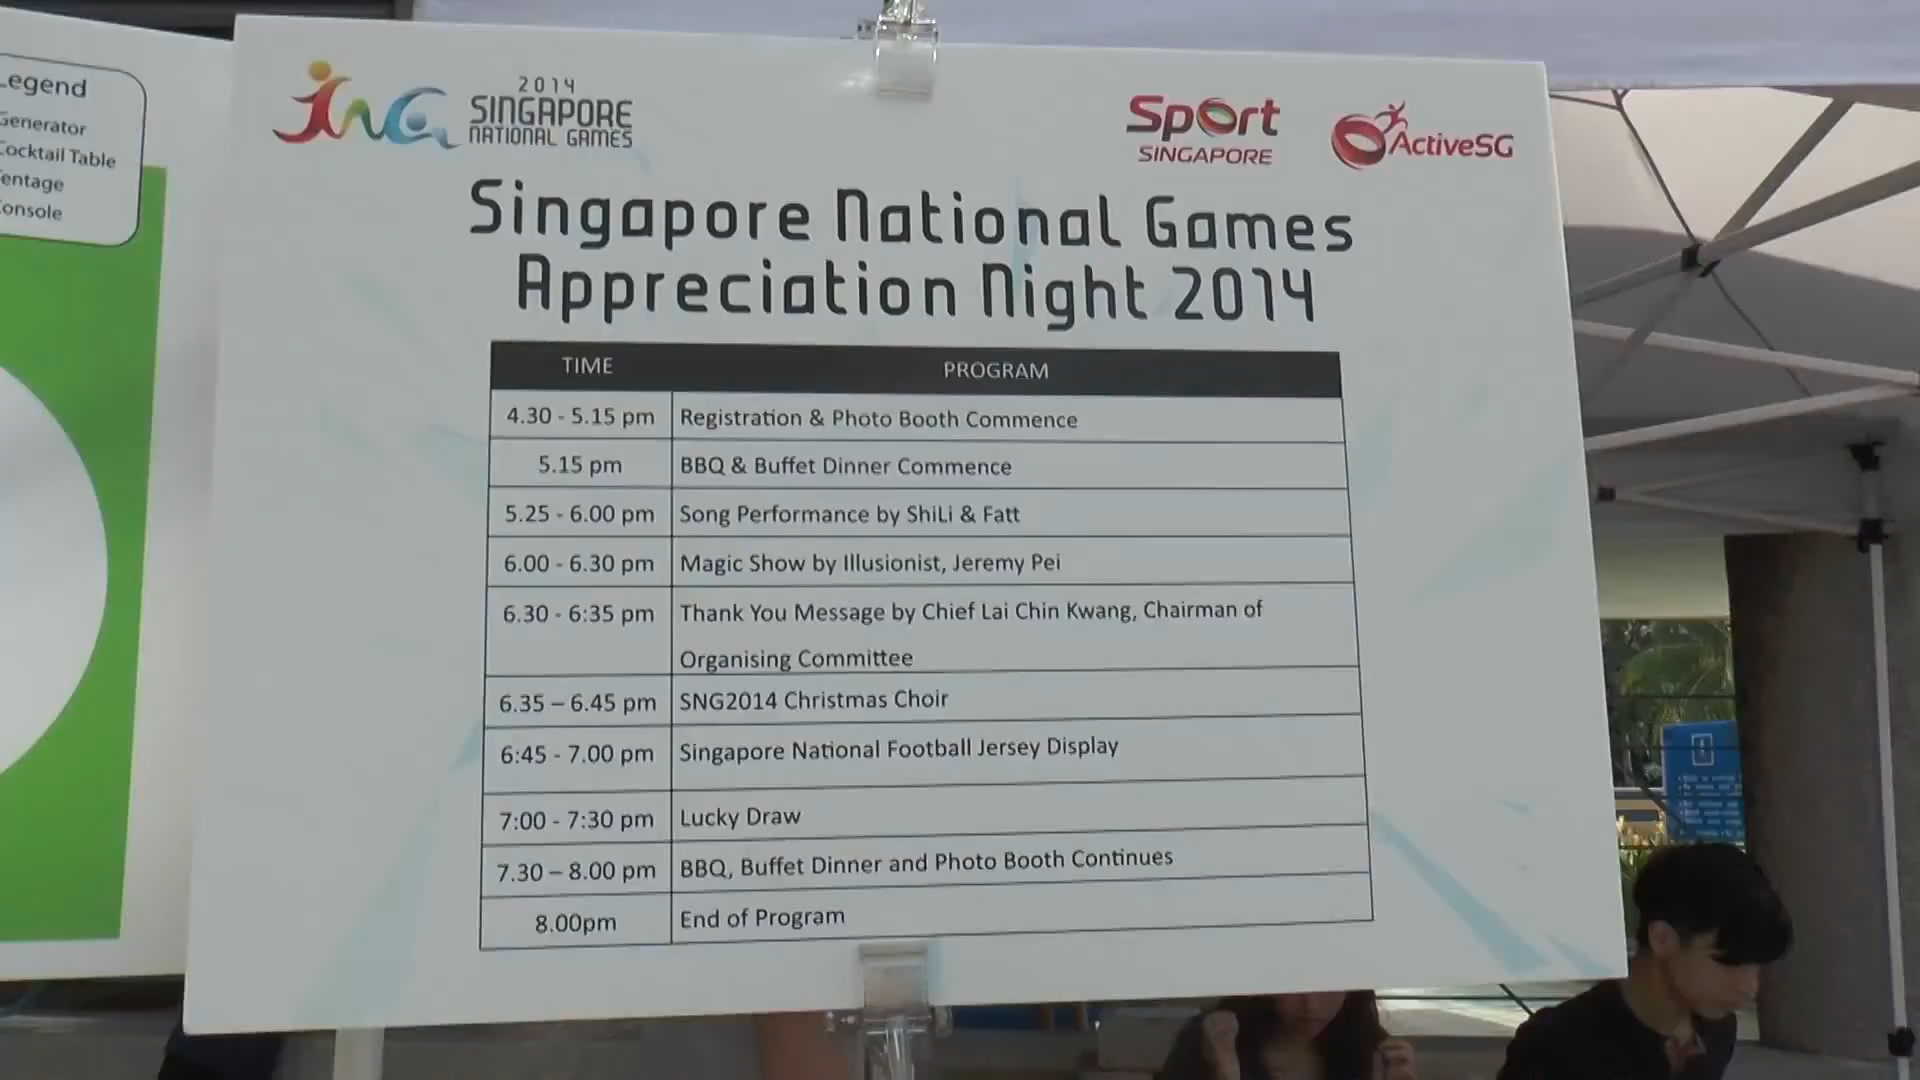 Legend
Generator
Cocktail Table
Tentage
Console
2014
SINGAPORE
NATIONAL GAMES
Sport
SINGAPORE
ActiveSG
Singapore National Games
Appreciation Night 2014
TIME PROGRAM
4.30 - 5.15 pm Registration & Photo Booth Commence
5.15 pm BBQ & Buffet Dinner Commence
5.25 - 6.00 pm Song Performance by ShiLi & Fatt
6.00 - 6.30 pm Magic Show by Illusionist, Jeremy Pei
6.30 - 6:35 pm Thank You Message by Chief Lai Chin Kwang, Chairman of
Organising Committee
6.35 – 6.45 pm SNG2014 Christmas Choir
6:45 - 7.00 pm Singapore National Football Jersey Display
7:00 - 7:30 pm Lucky Draw
7.30 – 8.00 pm BBQ, Buffet Dinner and Photo Booth Continues
8.00pm End of Program